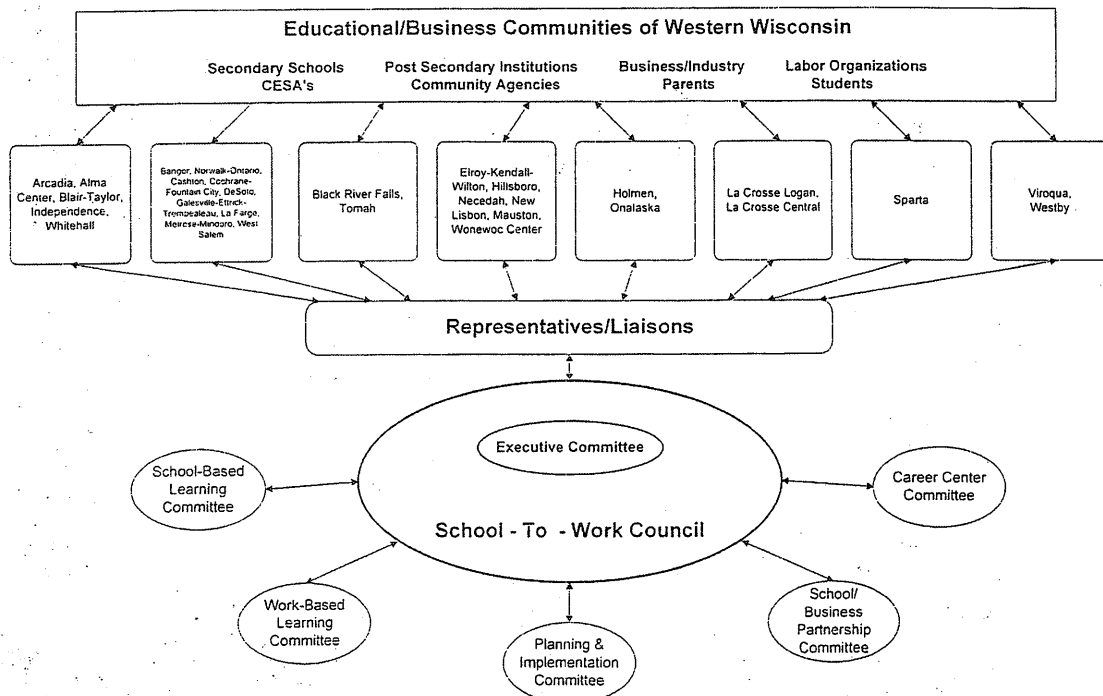 Educational/Business Communities of Western Wisconsin
Secondary Schools
CESA's
Post Secondary Institutions
Community Agencies
Business/Industry
Parents
Labor Organizations
Students
Arcadia, Alma
Center, Blair-Taylor,
Independence,
Whitehall
Bangor, Norwalk-Ontario,
Cashton, Cochrane-
Fountain City, DeSoto,
Galesville-Ettrick-
Trempealeau, La Farge,
Melrose-Mindoro, West
Salem
Black River Falls,
Tomah
Elroy-Kendall-
Wilton, Hillsboro,
Necedah, New
Lisbon, Mauston,
Wonewoc Center
Holmen,
Onalaska
La Crosse Logan,
La Crosse Central
Sparta
Viroqua,
Westby
Representatives/Liaisons
Executive Committee
School - To - Work Council
School-Based
Learning
Committee
Career Center
Committee
Work-Based
Learning
Committee
Planning &
Implementation
Committee
School/
Business
Partnership
Committee